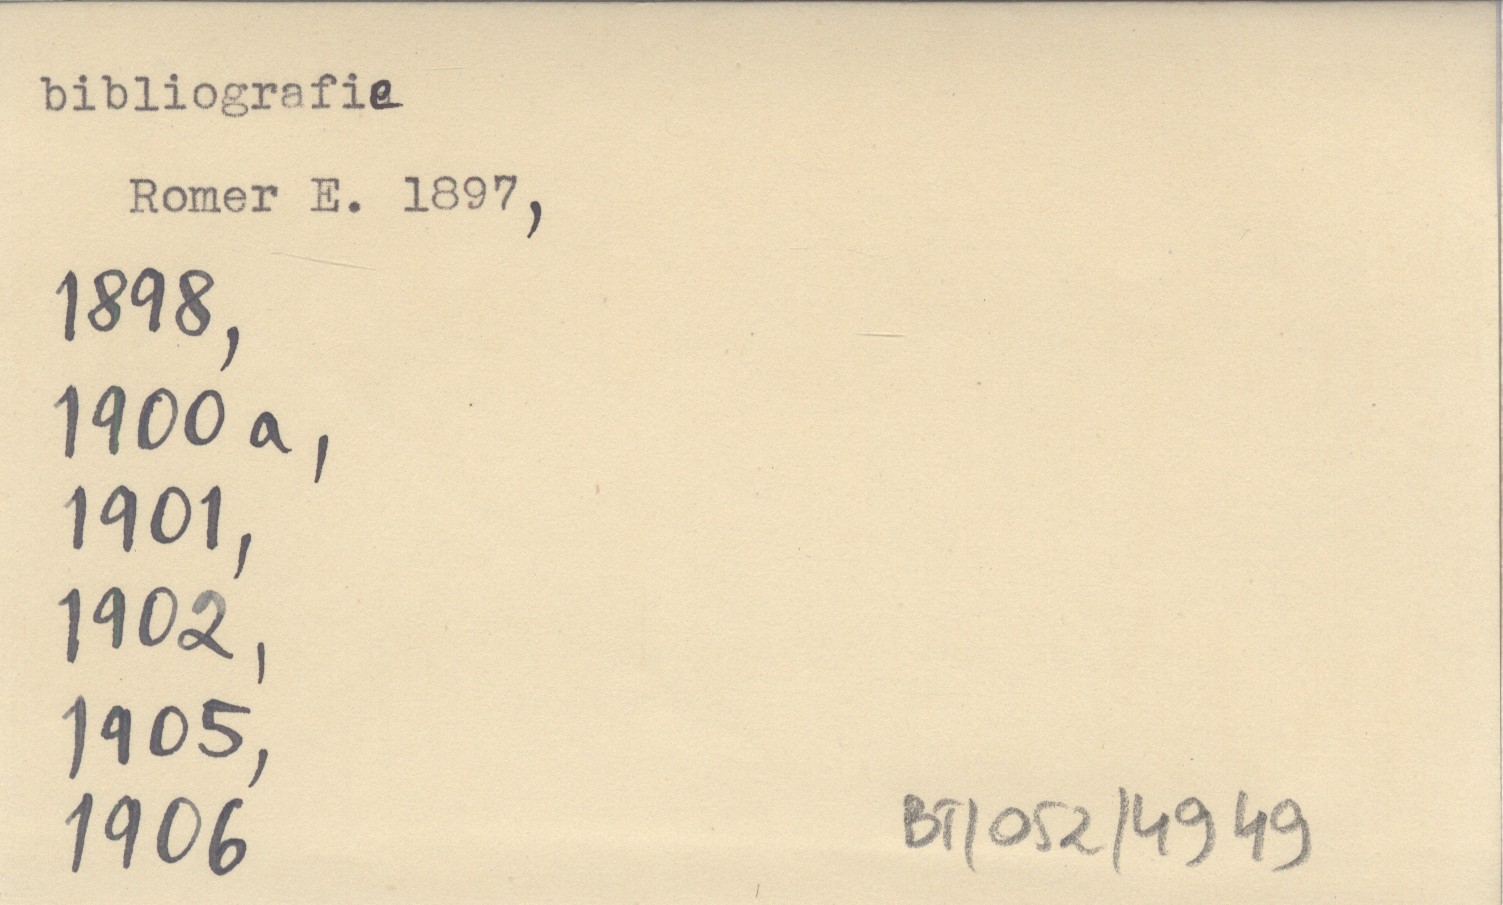 bibliografie
Romer E. 1897,
1898,
1900 a,
1901,
1902,
1905,
1906
BT/052/4949